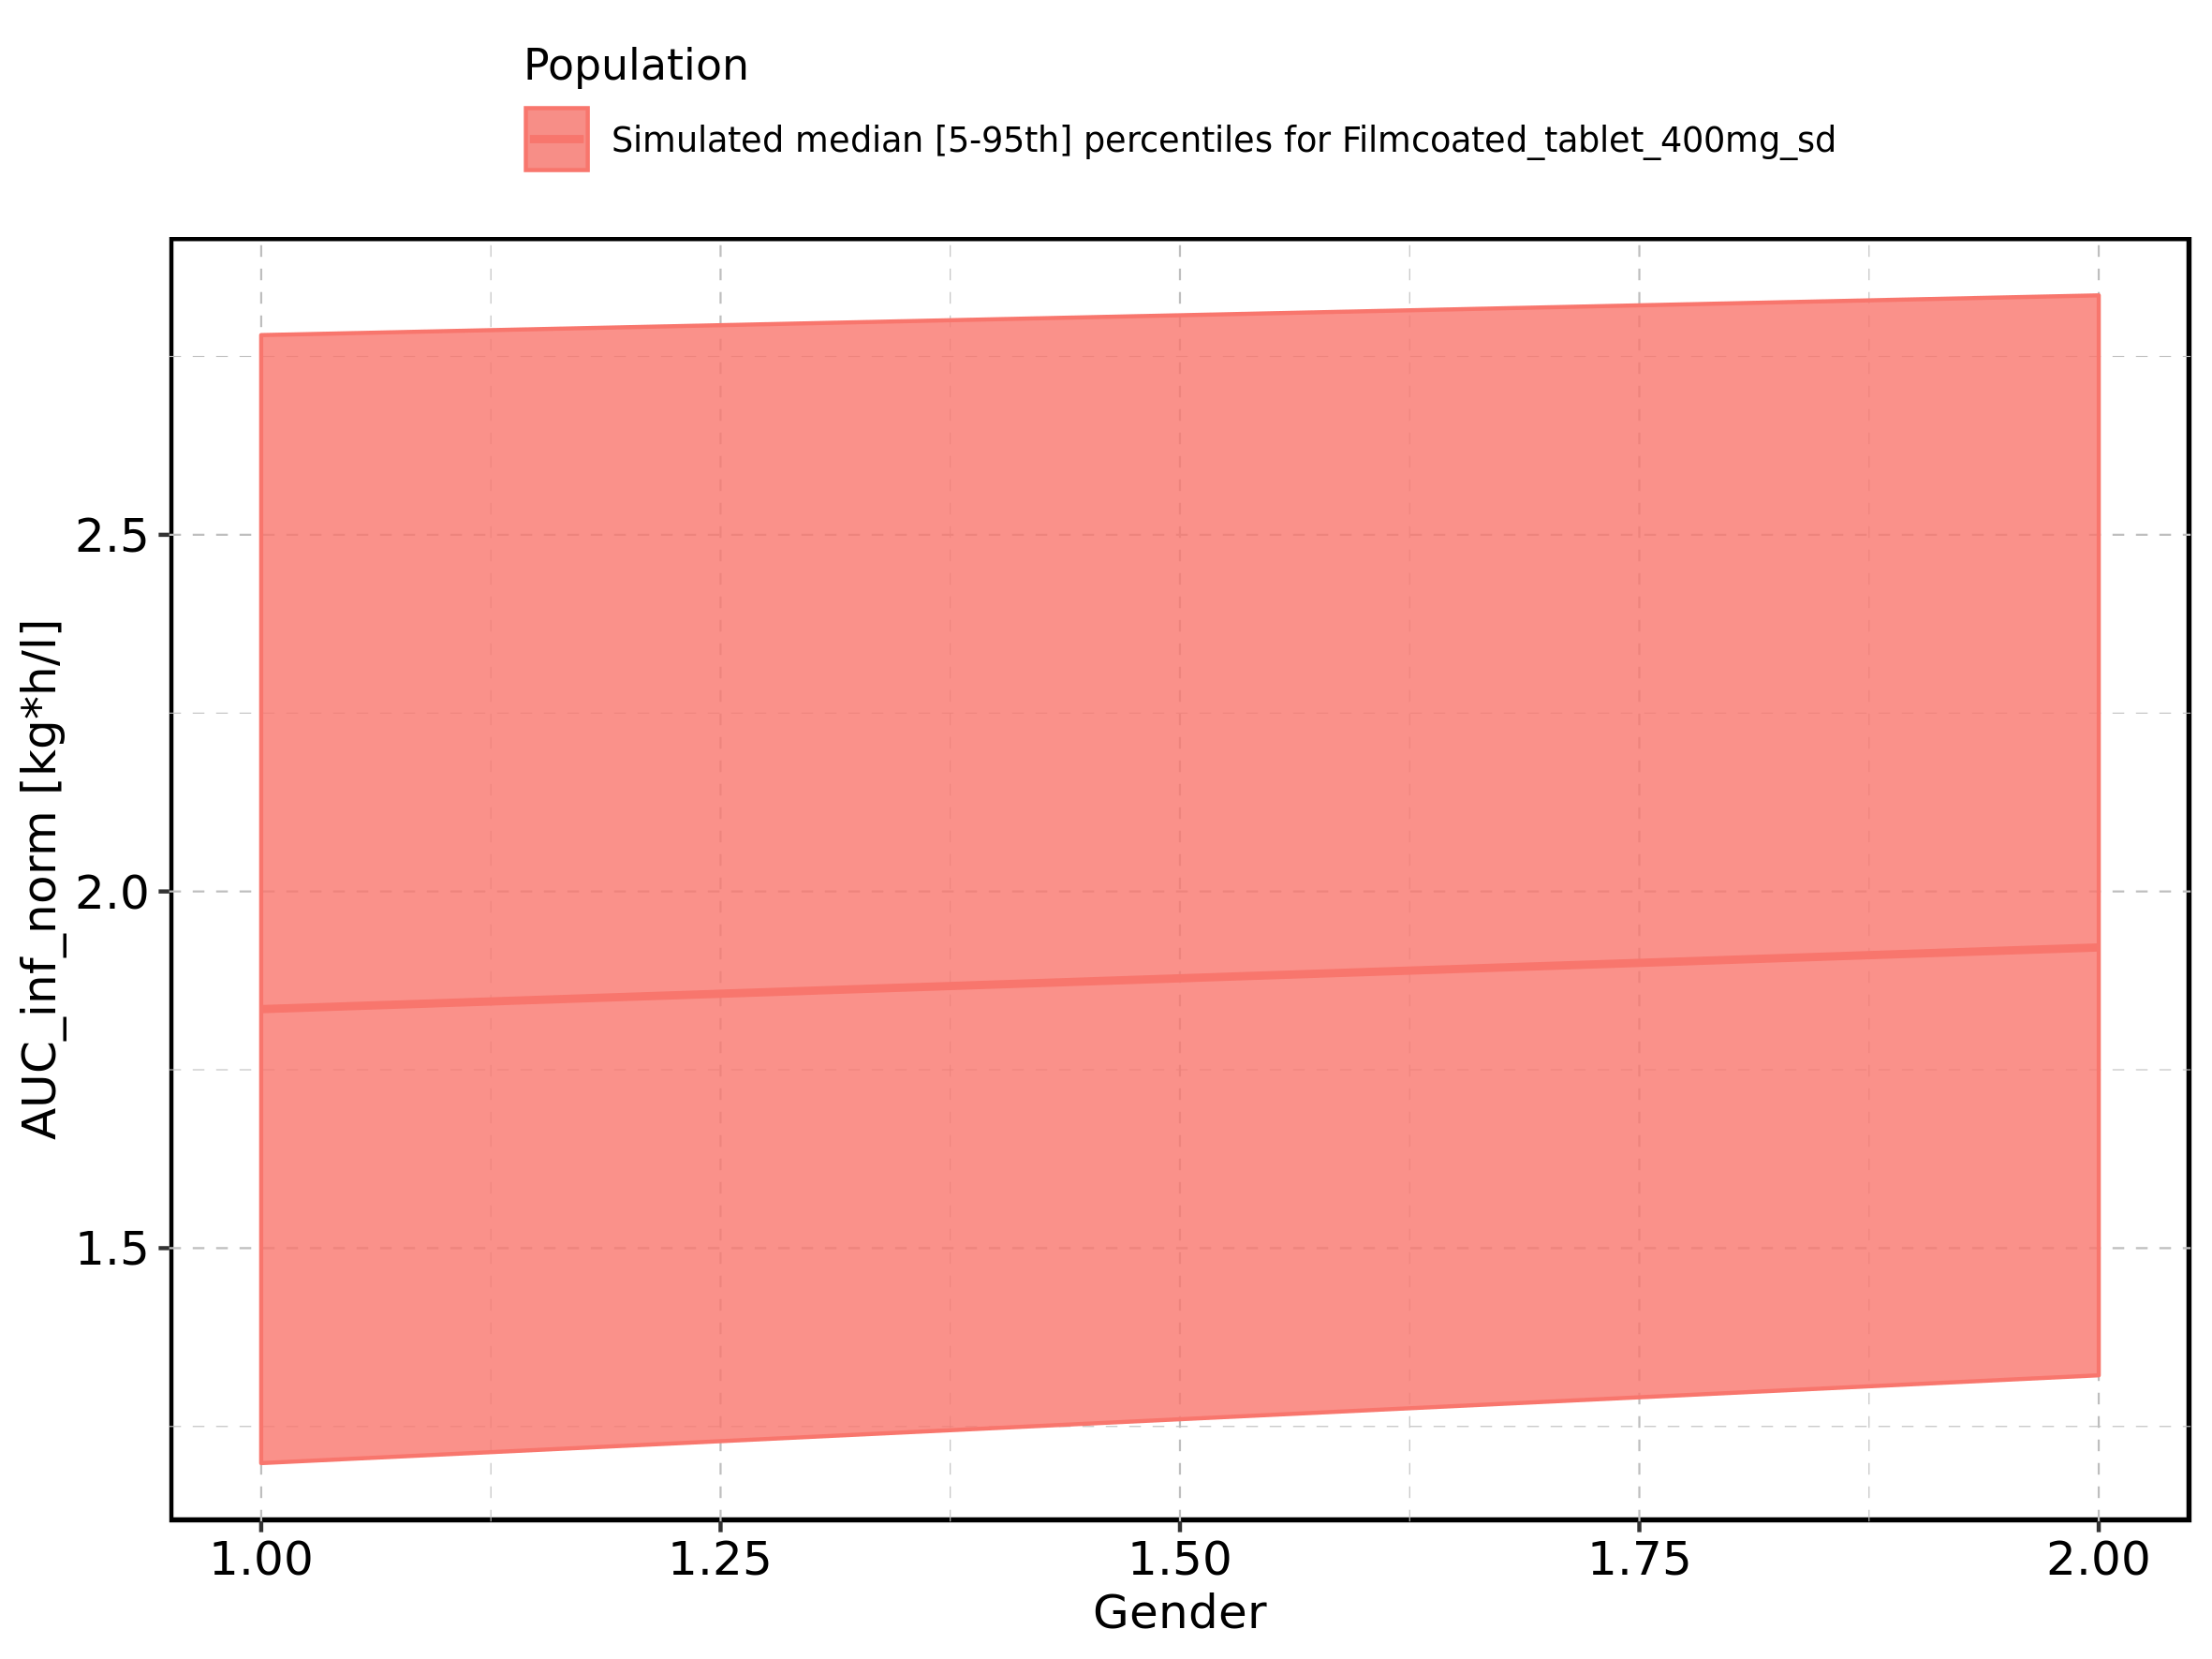 Population
Simulated median [5-95th] percentiles for Filmcoated_tablet_400mg_sd
AUC_inf_norm [kg*h/l]
2.5
2.0
1.5
1.00 1.25 1.50 1.75 2.00
Gender